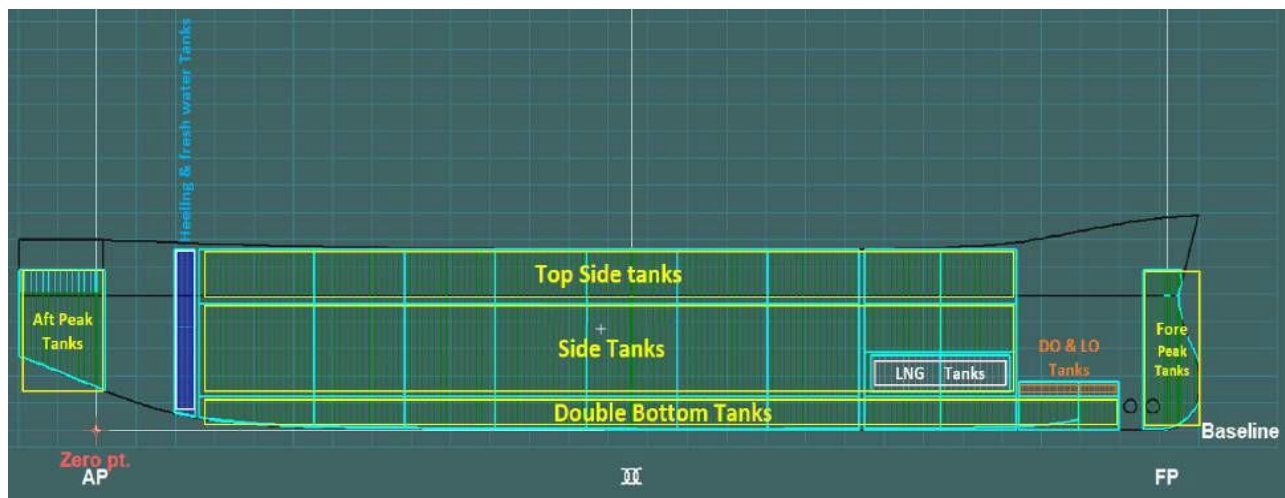 Heeling & fresh water Tanks
Top Side tanks
Aft Peak
Tanks
Side Tanks
DO & LO
Tanks
Fore
Peak
Tanks
LNG Tanks
Double Bottom Tanks
Baseline
Zero pt.
AP
FP